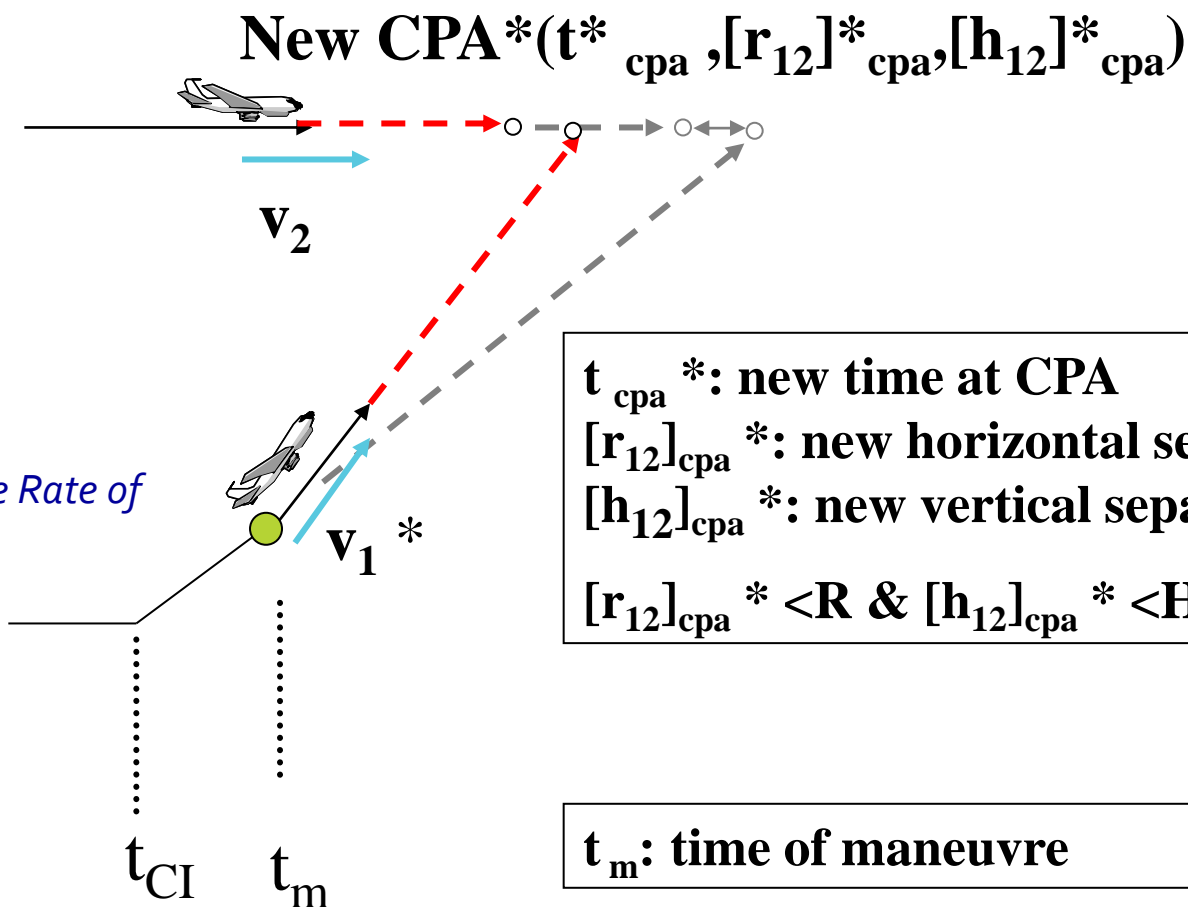 New CPA*(t* cpa ,[r12]*cpa,[h12]*cpa)
v2
t cpa *: new time at CPA
[r12]cpa *: new horizontal se
[h12]cpa *: new vertical sepa
[r12]cpa * <R & [h12]cpa * <H
e Rate of
v1 *
tCI
tm
t m: time of maneuvre